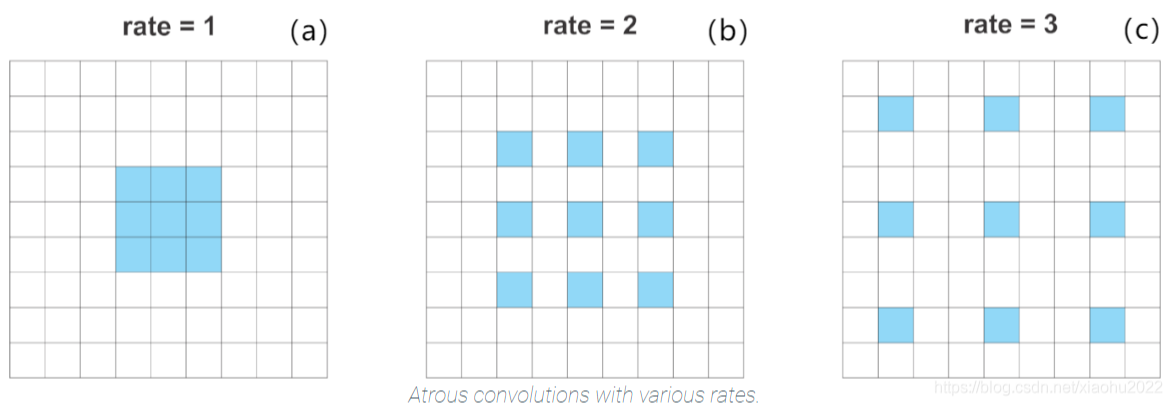 rate = 1 (a)
rate = 2 (b)
rate = 3 (c)
Atrous convolutions with various rates.
https://blog.csdn.net/xiaohu2022